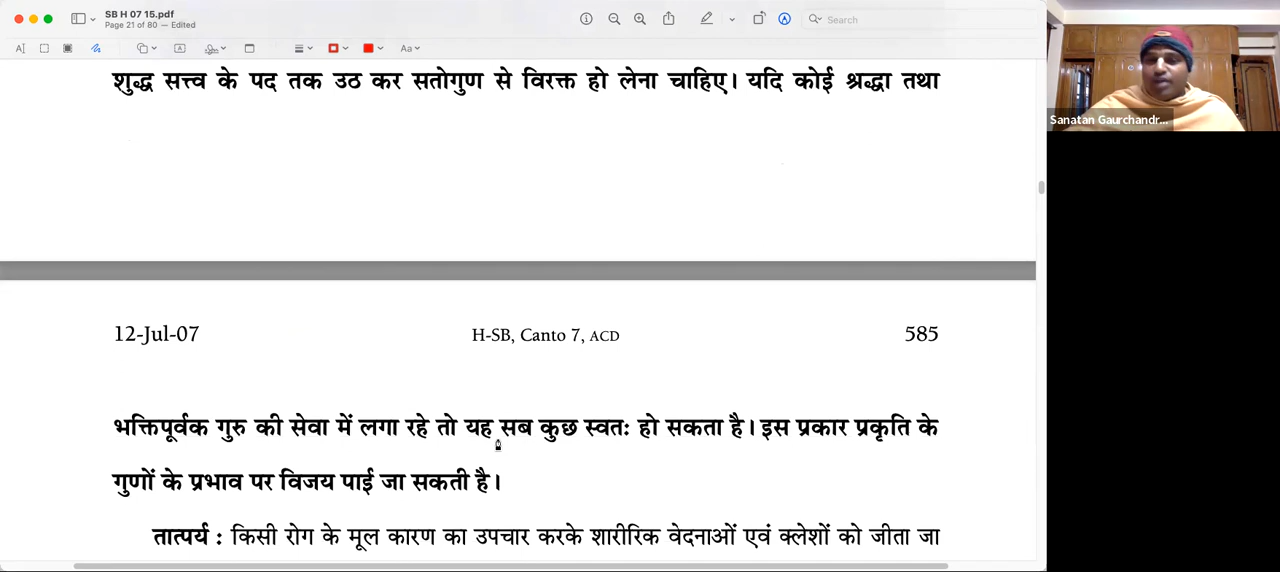 SB H 07 15.pdf
Page 21 of 80 — Edited
Search
Aa
शुद्ध सत्त्व के पद तक उठ कर सतोगुण से विरक्त हो लेना चाहिए। यदि कोई श्रद्धा तथा
Sanatan Gaurchandr...
12-Jul-07 H-SB, Canto 7, ACD 585
भक्तिपूर्वक गुरु की सेवा में लगा रहे तो यह सब कुछ स्वतः हो सकता है। इस प्रकार प्रकृति के
गुणों के प्रभाव पर विजय पाई जा सकती है।
तात्पर्य : किसी रोग के मूल कारण का उपचार करके शारीरिक वेदनाओं एवं क्लेशों को जीता जा